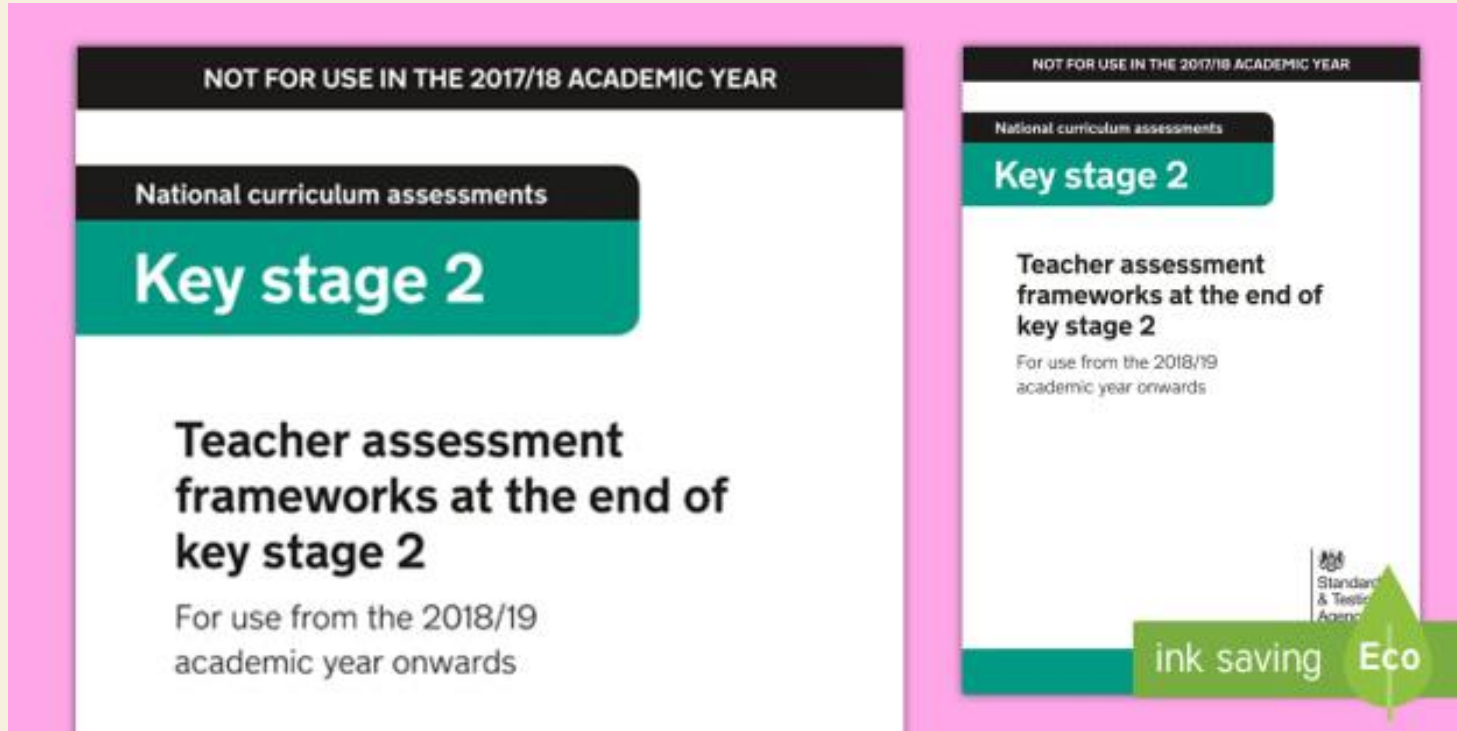 NOT FOR USE IN THE 2017/18 ACADEMIC YEAR
National curriculum assessments
Key stage 2
Teacher assessment
frameworks at the end of
key stage 2
For use from the 2018/19
academic year onwards
NOT FOR USE IN THE 2017/18 ACADEMIC YEAR
National curriculum assessments
Key stage 2
Teacher assessment
frameworks at the end of
key stage 2
For use from the 2018/19
academic year onwards
& 
ink saving Eco